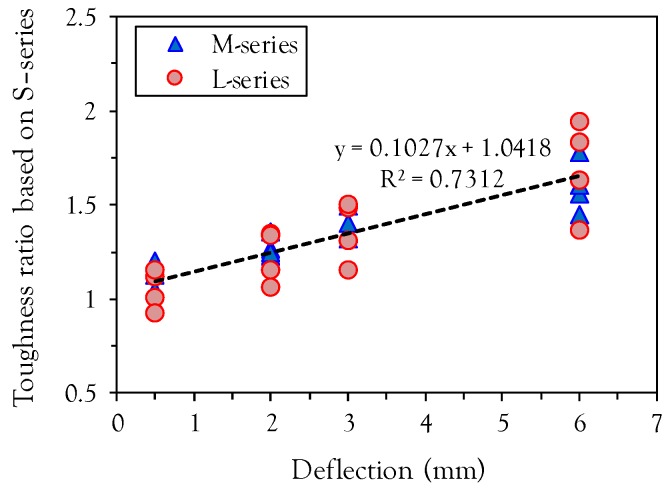 Toughness ratio based on S-series
2.5
2
1.5
1
0.5
M-series
L-series
y = 0.1027x + 1.0418
R² = 0.7312
0 1 2 3 4 5 6 7
Deflection (mm)